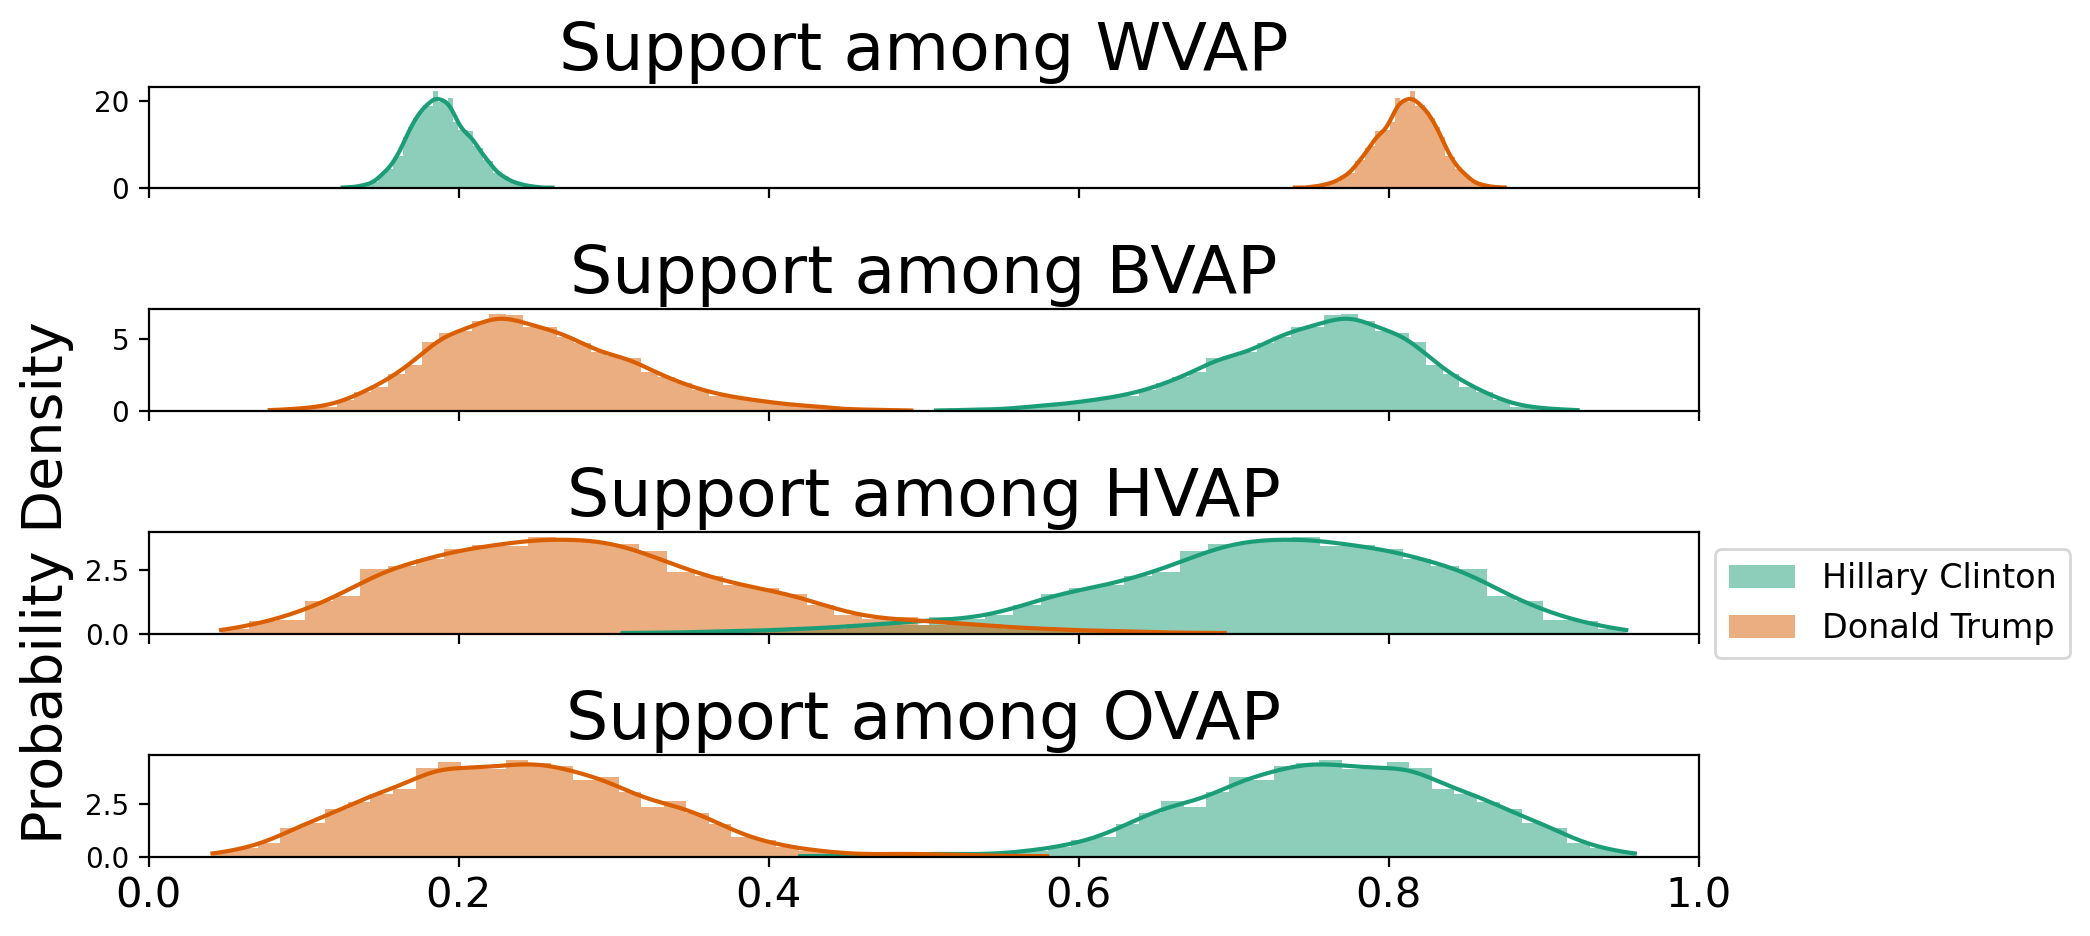 Support among WVAP
20
0
Support among BVAP
5
0
Support among HVAP
2.5
0.0
Support among OVAP
2.5
0.0
0.0 0.2 0.4 0.6 0.8 1.0
Probability Density
Hillary Clinton
Donald Trump